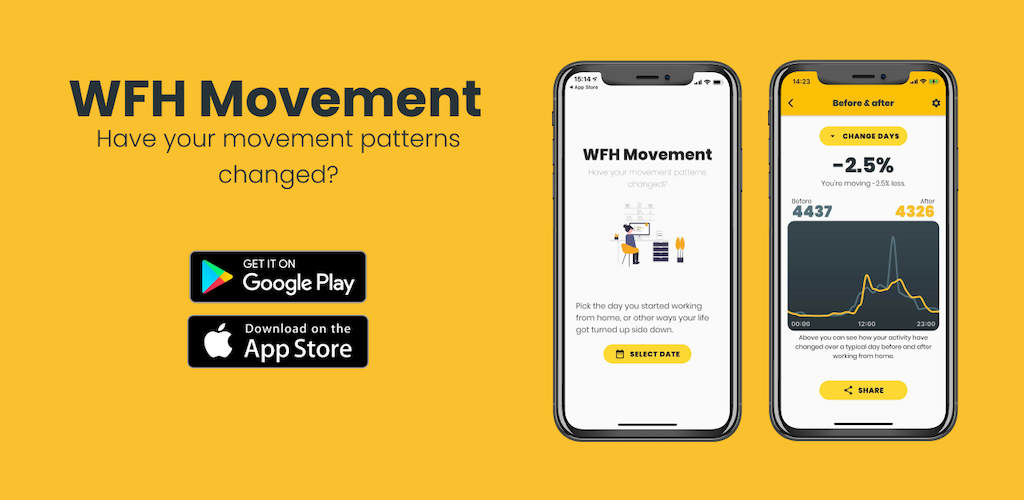 WFH Movement
Have your movement patterns
changed?
GET IT ON
Google Play
Download on the
App Store
15:14
App Store
WFH Movement
Have your movement patterns
changed?
Pick the day you started working
from home, or other ways your life
got turned up side down.
SELECT DATE
14:23
Before & after
CHANGE DAYS
-2.5%
You're moving -2.5% less.
Before After
4437 4326
00:00 12:00 23:00
Above you can see how your activity have
changed over a typical day before and after
working from home.
SHARE